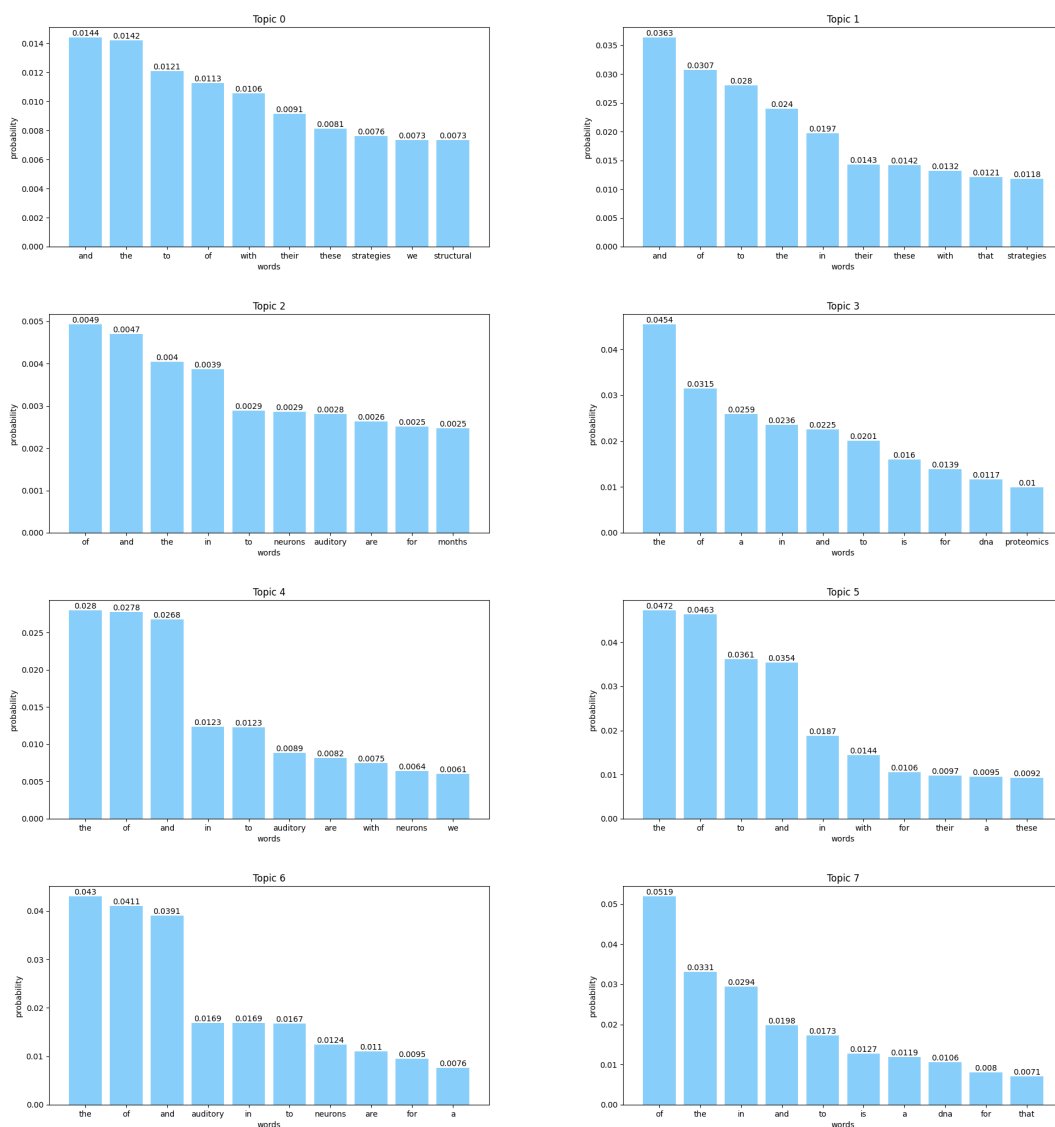 Topic 0
0.0144 0.0142 0.0121 0.0113 0.0106 0.0091 0.0081 0.0076 0.0073 0.0073
0.014
0.012
0.010
0.008
0.006
0.004
0.002
0.000
probability
and the to of with their these strategies we structural
words
Topic 1
0.0363 0.0307 0.028 0.024 0.0197 0.0143 0.0142 0.0132 0.0121 0.0118
0.035
0.030
0.025
0.020
0.015
0.010
0.005
0.000
probability
and of to the in their these with that strategies
words
Topic 2
0.0049 0.0047 0.004 0.0039 0.0029 0.0029 0.0028 0.0026 0.0025 0.0025
0.005
0.004
0.003
0.002
0.001
0.000
probability
of and the in to neurons auditory are for months
words
Topic 3
0.0454 0.0315 0.0259 0.0236 0.0225 0.0201 0.016 0.0139 0.0117 0.01
0.04
0.03
0.02
0.01
0.00
probability
the of a in and to is for dna proteomics
words
Topic 4
0.028 0.0278 0.0268 0.0123 0.0123 0.0089 0.0082 0.0075 0.0064 0.0061
0.025
0.020
0.015
0.010
0.005
0.000
probability
the of and in to auditory are with neurons we
words
Topic 5
0.0472 0.0463 0.0361 0.0354 0.0187 0.0144 0.0106 0.0097 0.0095 0.0092
0.04
0.03
0.02
0.01
0.00
probability
the of to and in with for their a these
words
Topic 6
0.043 0.0411 0.0391 0.0169 0.0169 0.0167 0.0124 0.011 0.0095 0.0076
0.04
0.03
0.02
0.01
0.00
probability
the of and auditory in to neurons are for a
words
Topic 7
0.0519 0.0331 0.0294 0.0198 0.0173 0.0127 0.0119 0.0106 0.008 0.0071
0.05
0.04
0.03
0.02
0.01
0.00
probability
of the in and to is a dna for that
words